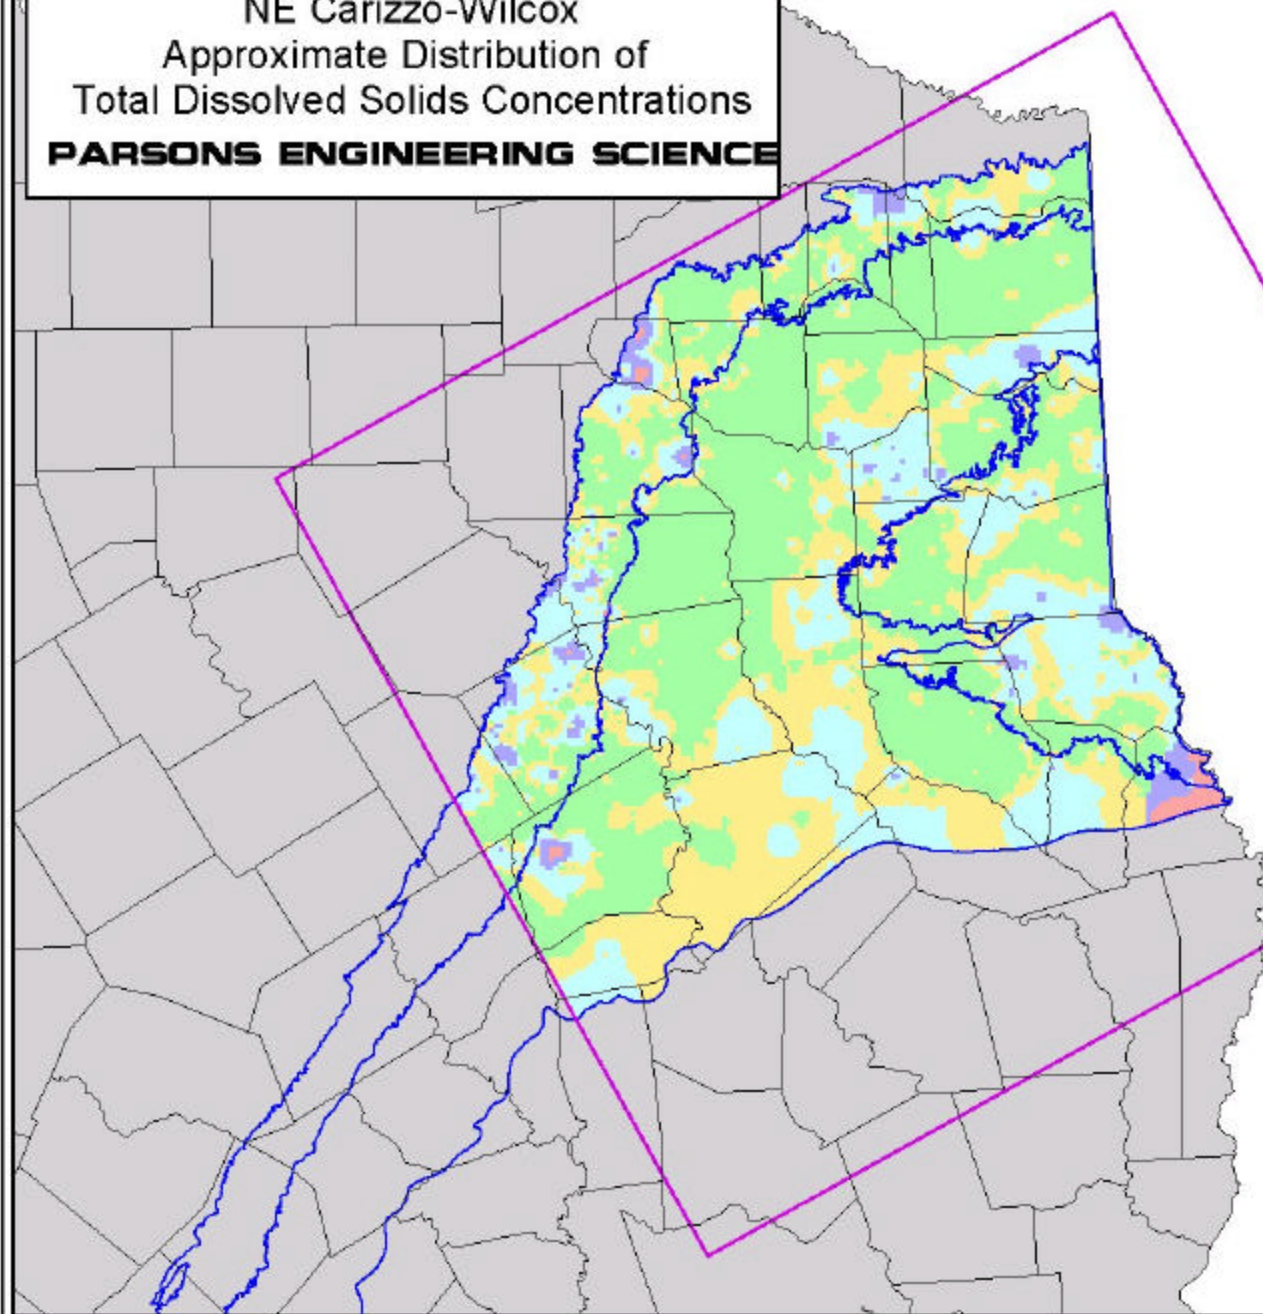 NE Carizzo-Wilcox
Approximate Distribution of
Total Dissolved Solids Concentrations
PARSONS ENGINEERING SCIENCE